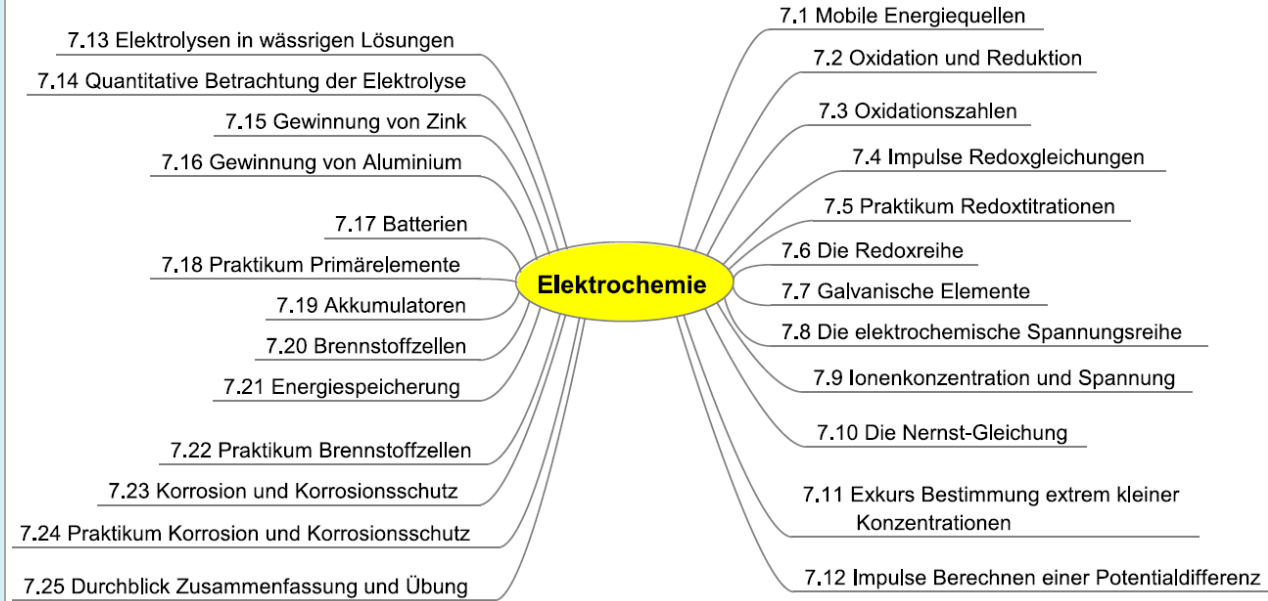 7.1 Mobile Energiequellen
7.2 Oxidation und Reduktion
7.3 Oxidationszahlen
7.4 Impulse Redoxgleichungen
7.5 Praktikum Redoxtitrationen
7.6 Die Redoxreihe
7.7 Galvanische Elemente
7.8 Die elektrochemische Spannungsreihe
7.9 Ionenkonzentration und Spannung
7.10 Die Nernst-Gleichung
7.11 Exkurs Bestimmung extrem kleiner
Konzentrationen
7.12 Impulse Berechnen einer Potentialdifferenz
Elektrochemie
7.13 Elektrolysen in wässrigen Lösungen
7.14 Quantitative Betrachtung der Elektrolyse
7.15 Gewinnung von Zink
7.16 Gewinnung von Aluminium
7.17 Batterien
7.18 Praktikum Primärelemente
7.19 Akkumulatoren
7.20 Brennstoffzellen
7.21 Energiespeicherung
7.22 Praktikum Brennstoffzellen
7.23 Korrosion und Korrosionsschutz
7.24 Praktikum Korrosion und Korrosionsschutz
7.25 Durchblick Zusammenfassung und Übung